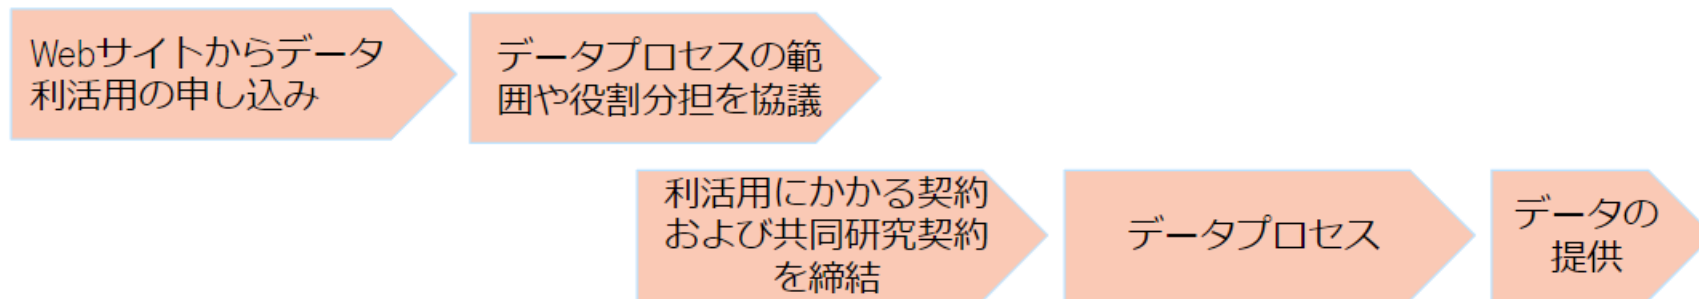 Webサイトからデータ
利活用の申し込み
データプロセスの範
囲や役割分担を協議
利活用にかかる契約
および共同研究契約
を締結
データプロセス
データの
提供